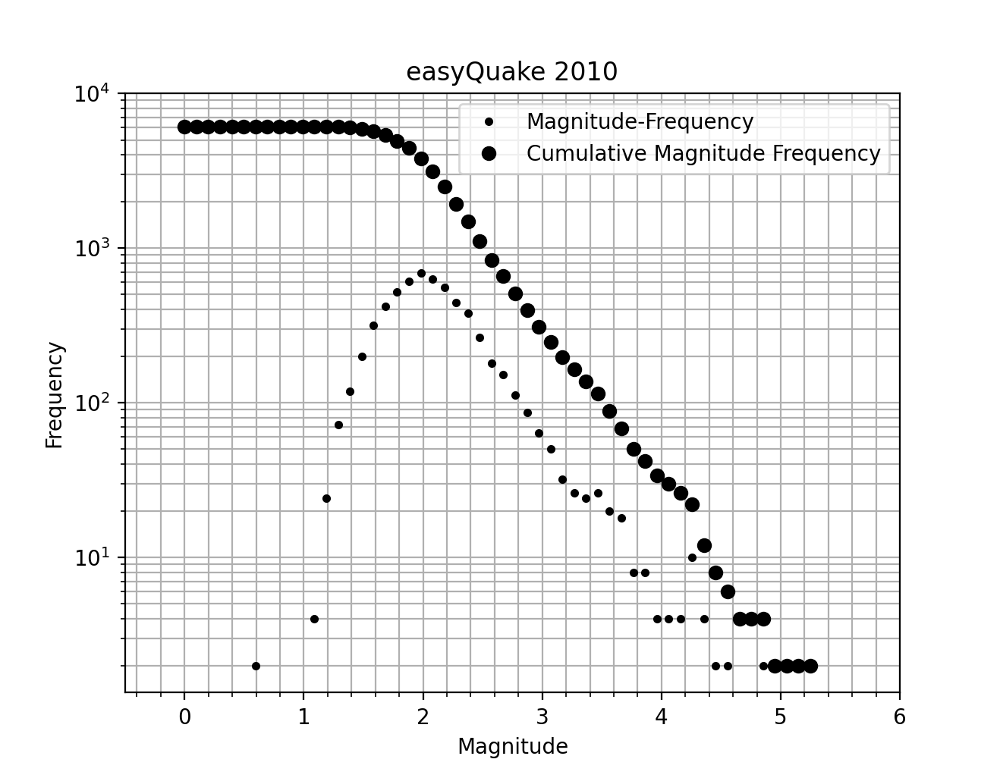 easyQuake 2010
Magnitude-Frequency
Cumulative Magnitude Frequency
Frequency
10⁴
10³
10²
10¹
0 1 2 3 4 5 6
Magnitude